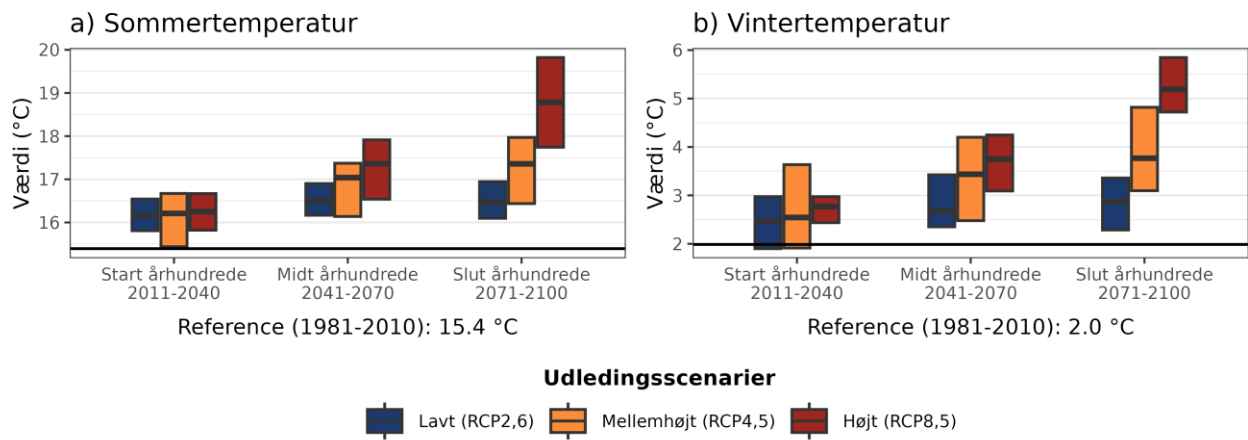 a) Sommertemperatur
Værdi (°C)
20
19
18
17
16
Start århundrede
2011-2040
Midt århundrede
2041-2070
Slut århundrede
2071-2100
Reference (1981-2010): 15.4 °C
b) Vintertemperatur
Værdi (°C)
6
5
4
3
2
Start århundrede
2011-2040
Midt århundrede
2041-2070
Slut århundrede
2071-2100
Reference (1981-2010): 2.0 °C
Udledingsscenarier
Lavt (RCP2,6)
Mellemhøjt (RCP4,5)
Højt (RCP8,5)